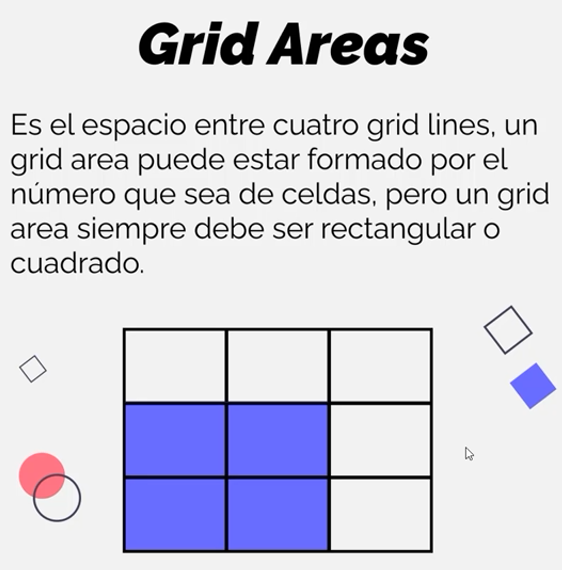 Grid Areas
Es el espacio entre cuatro grid lines, un
grid area puede estar formado por el
número que sea de celdas, pero un grid
area siempre debe ser rectangular o
cuadrado.